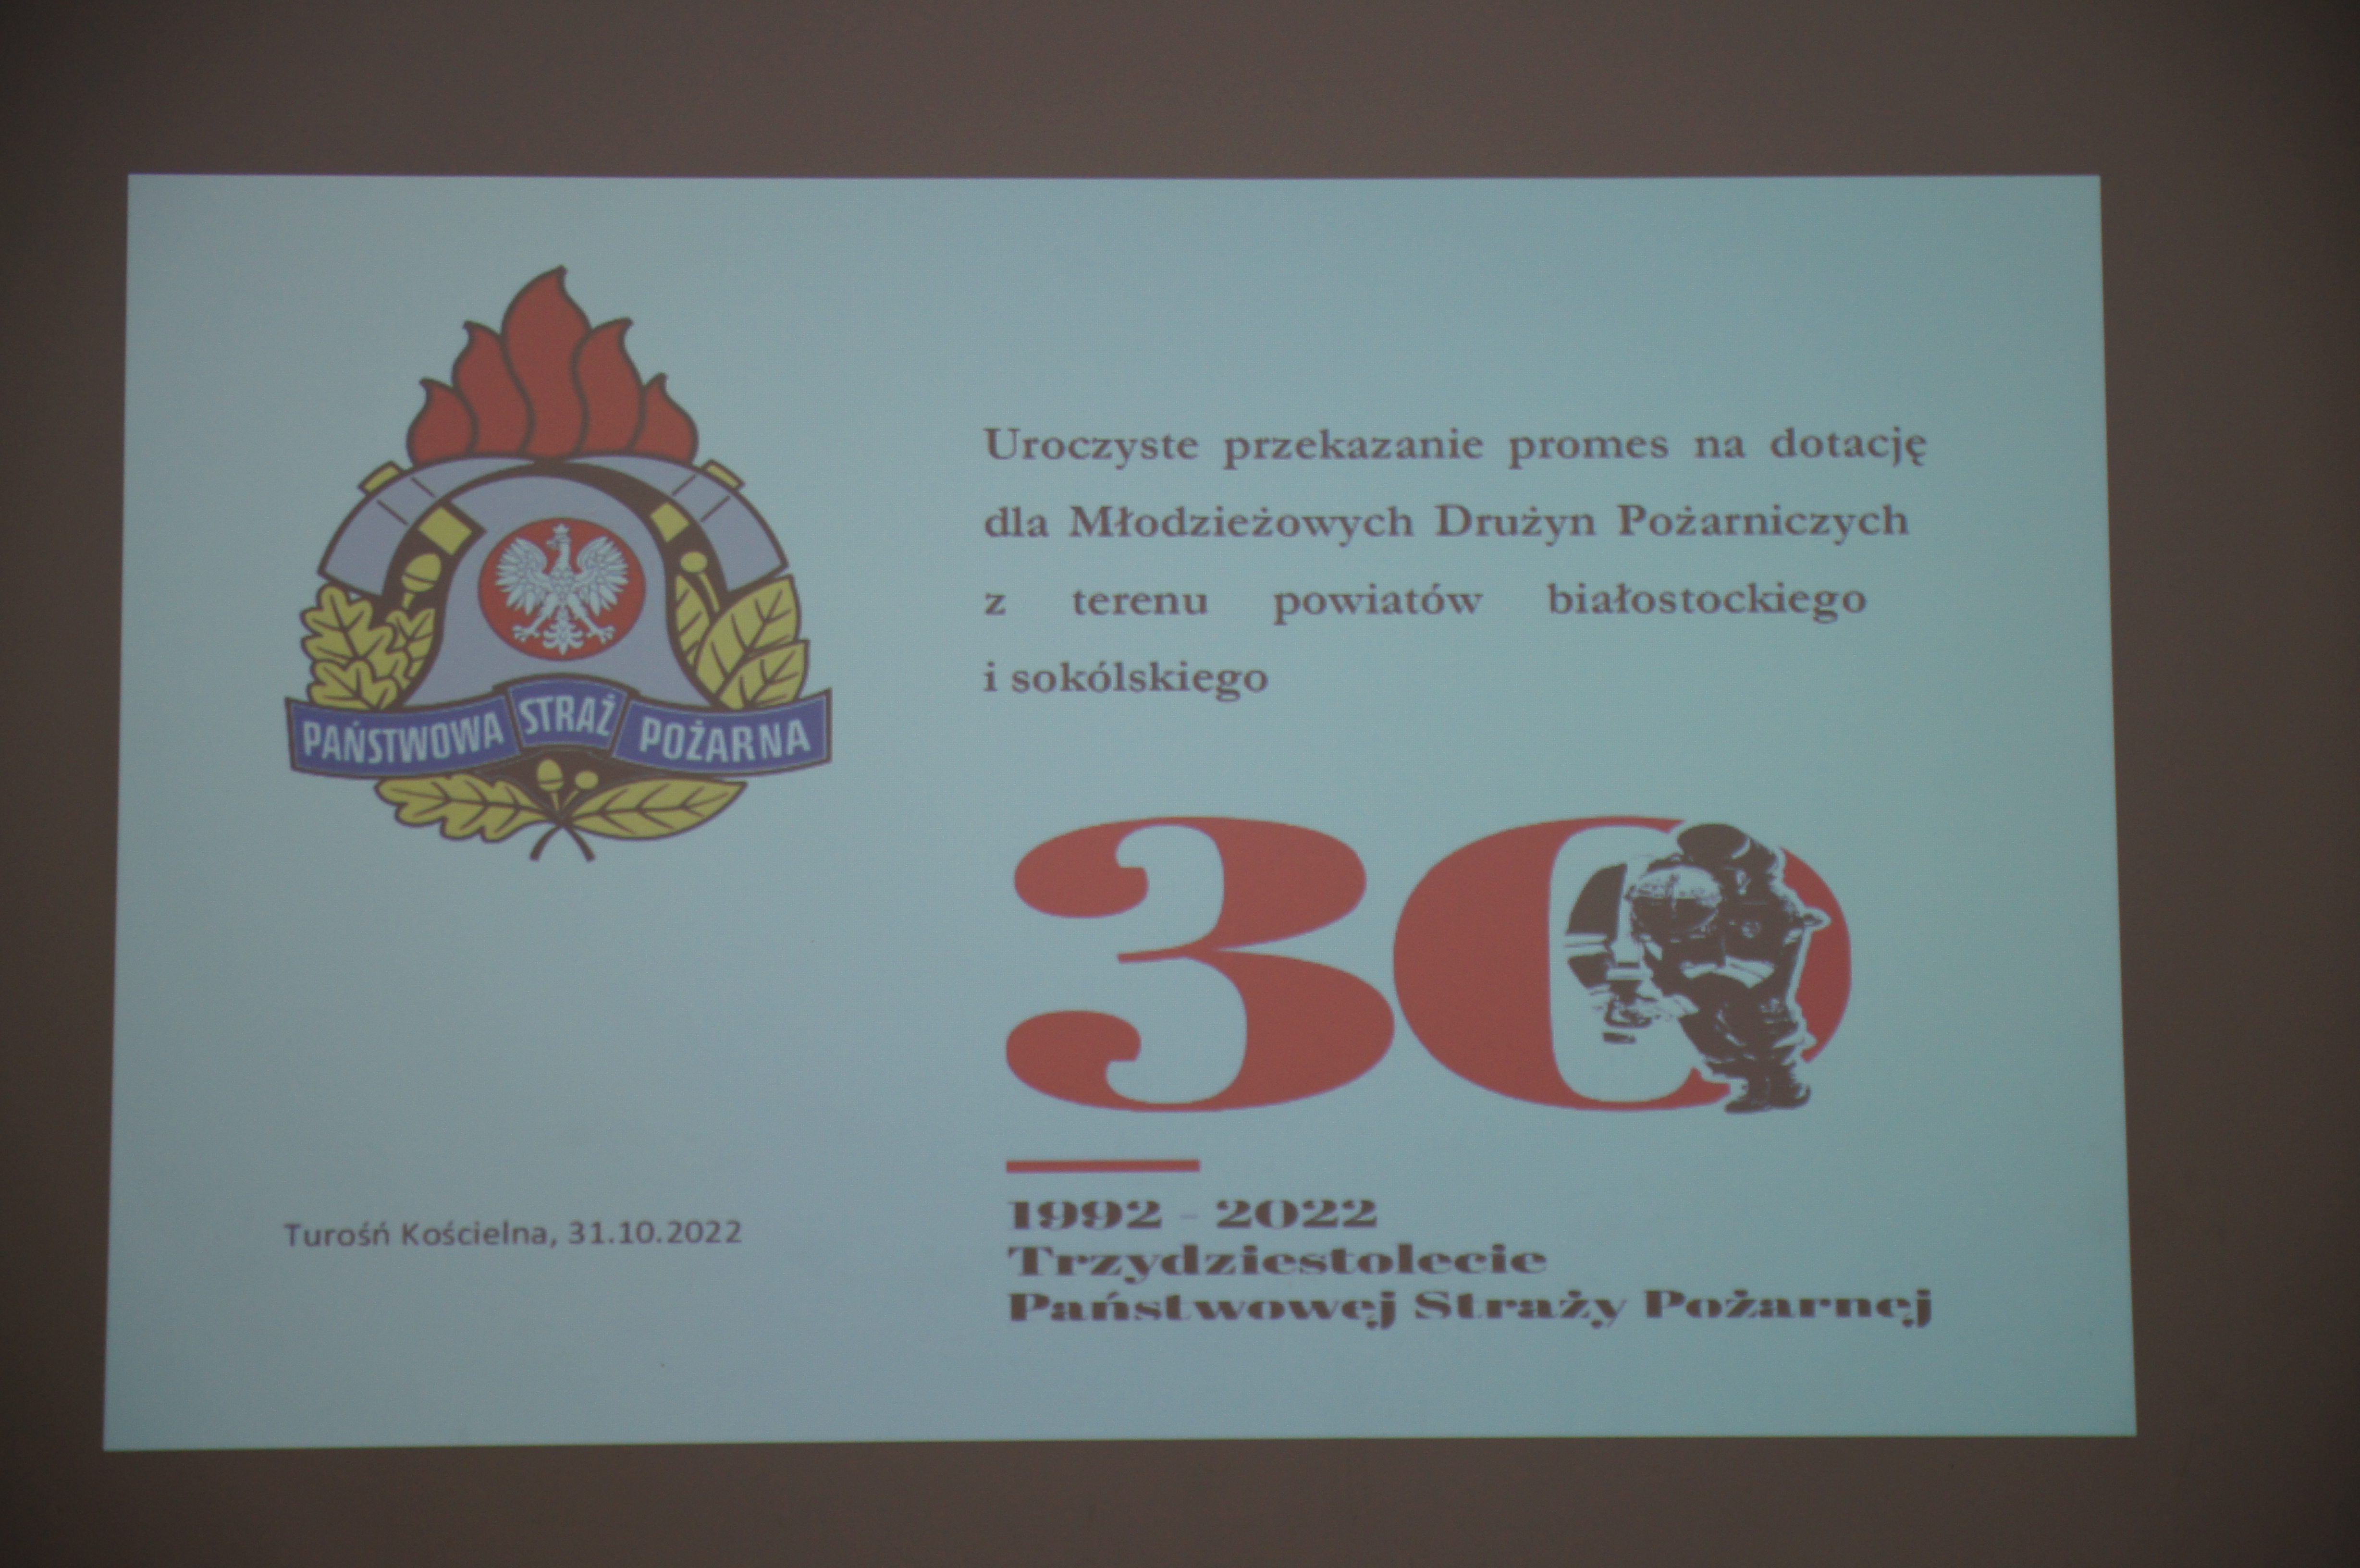 PAŃSTWOWA STRAŻ POŻARNA
Uroczyste przekazanie promes na dotację
dla Młodzieżowych Drużyn Pożarniczych
z terenu powiatów białostockiego
i sokólskiego
30
1992 - 2022
Trzydziestolecie
Państwowej Straży Pożarnej
Turośń Kościelna, 31.10.2022